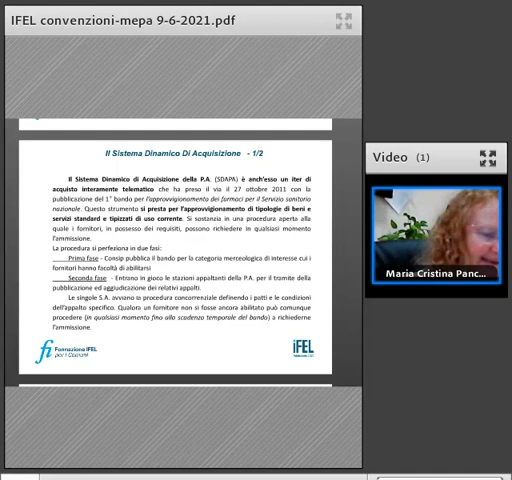 IFEL convenzioni-mepa 9-6-2021.pdf
Il Sistema Dinamico Di Acquisizione - 1/2
Il Sistema Dinamico di Acquisizione della P.A. (SDAPA) è anch'esso un iter di
acquisto interamente telematico che ha preso il via il 27 ottobre 2011 con la
pubblicazione del 1° bando per l'approvvigionamento dei farmaci per il Servizio sanitario
nazionale. Questo strumento si presta per l'approvvigionamento di tipologie di beni e
servizi standard e tipizzati di uso corrente. Si sostanzia in una procedura aperta alla
quale i fornitori, in possesso dei requisiti, possono richiedere in qualsiasi momento
l'ammissione.
La procedura si perfeziona in due fasi:
Prima fase - Consip pubblica il bando per la categoria merceologica di interesse cui i
fornitori hanno facoltà di abilitarsi
Seconda fase - Entrano in gioco le stazioni appaltanti della P.A. per il tramite della
pubblicazione ed aggiudicazione dei relativi appalti.
Le singole S.A. avviano le procedure concorrenziali definendo i patti e le condizioni
dell'appalto specifico. Qualora un fornitore non si fosse ancora abilitato può comunque
procedere (in qualsiasi momento fino alla scadenza temporale del bando) a richiederne
l'ammissione.
fi Formazione IFEL
per i Comuni
iFEL
Video (1)
Maria Cristina Panc...